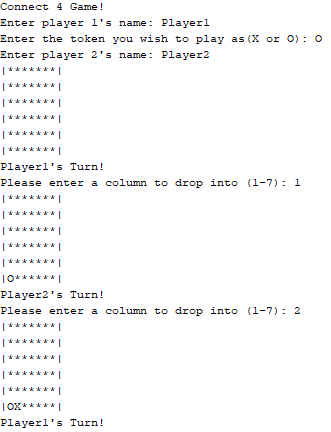 Connect 4 Game!
Enter player 1's name: Player1
Enter the token you wish to play as(X or O): O
Enter player 2's name: Player2
|*******|
|*******|
|*******|
|*******|
|*******|
|*******|
Player1's Turn!
Please enter a column to drop into (1-7): 1
|*******|
|*******|
|*******|
|*******|
|*******|
|O******|
Player2's Turn!
Please enter a column to drop into (1-7): 2
|*******|
|*******|
|*******|
|*******|
|*******|
|OX*****|
Player1's Turn!